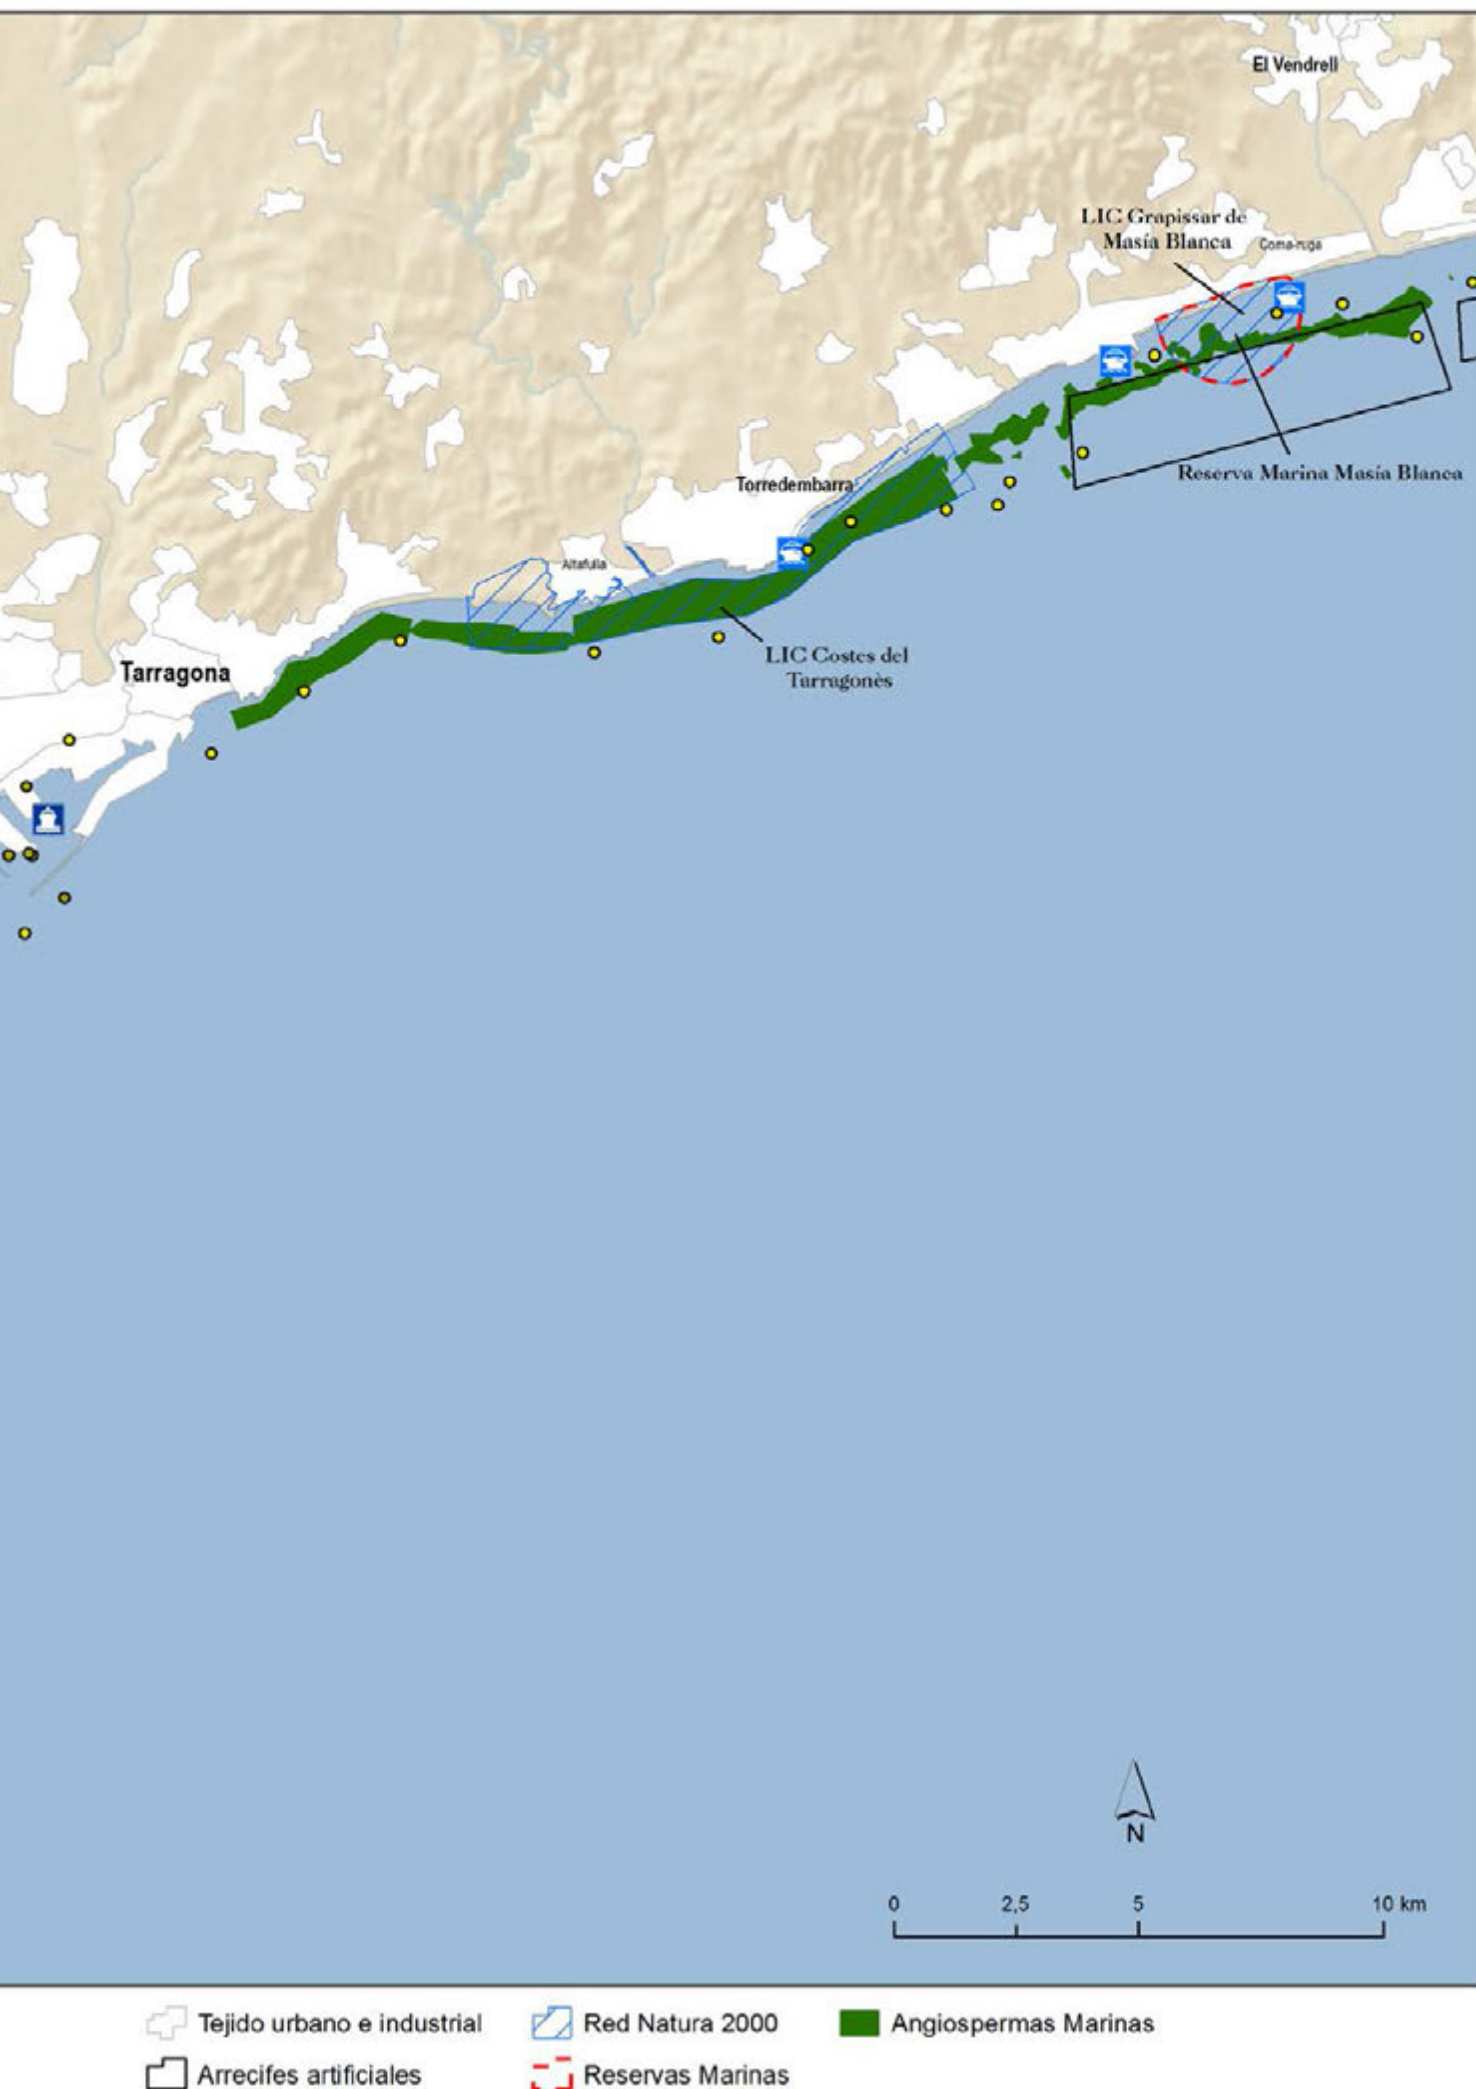 El Vendrell
LIC Grapissar de
Masía Blanca
Coma-ruga
Reserva Marina Masía Blanca
Torredembarra
Altafulla
LIC Costes del
Tarragonès
Tarragona
N
0 2,5 5 10 km
Tejido urbano e industrial Red Natura 2000 Angiospermas Marinas
Arrecifes artificiales Reservas Marinas